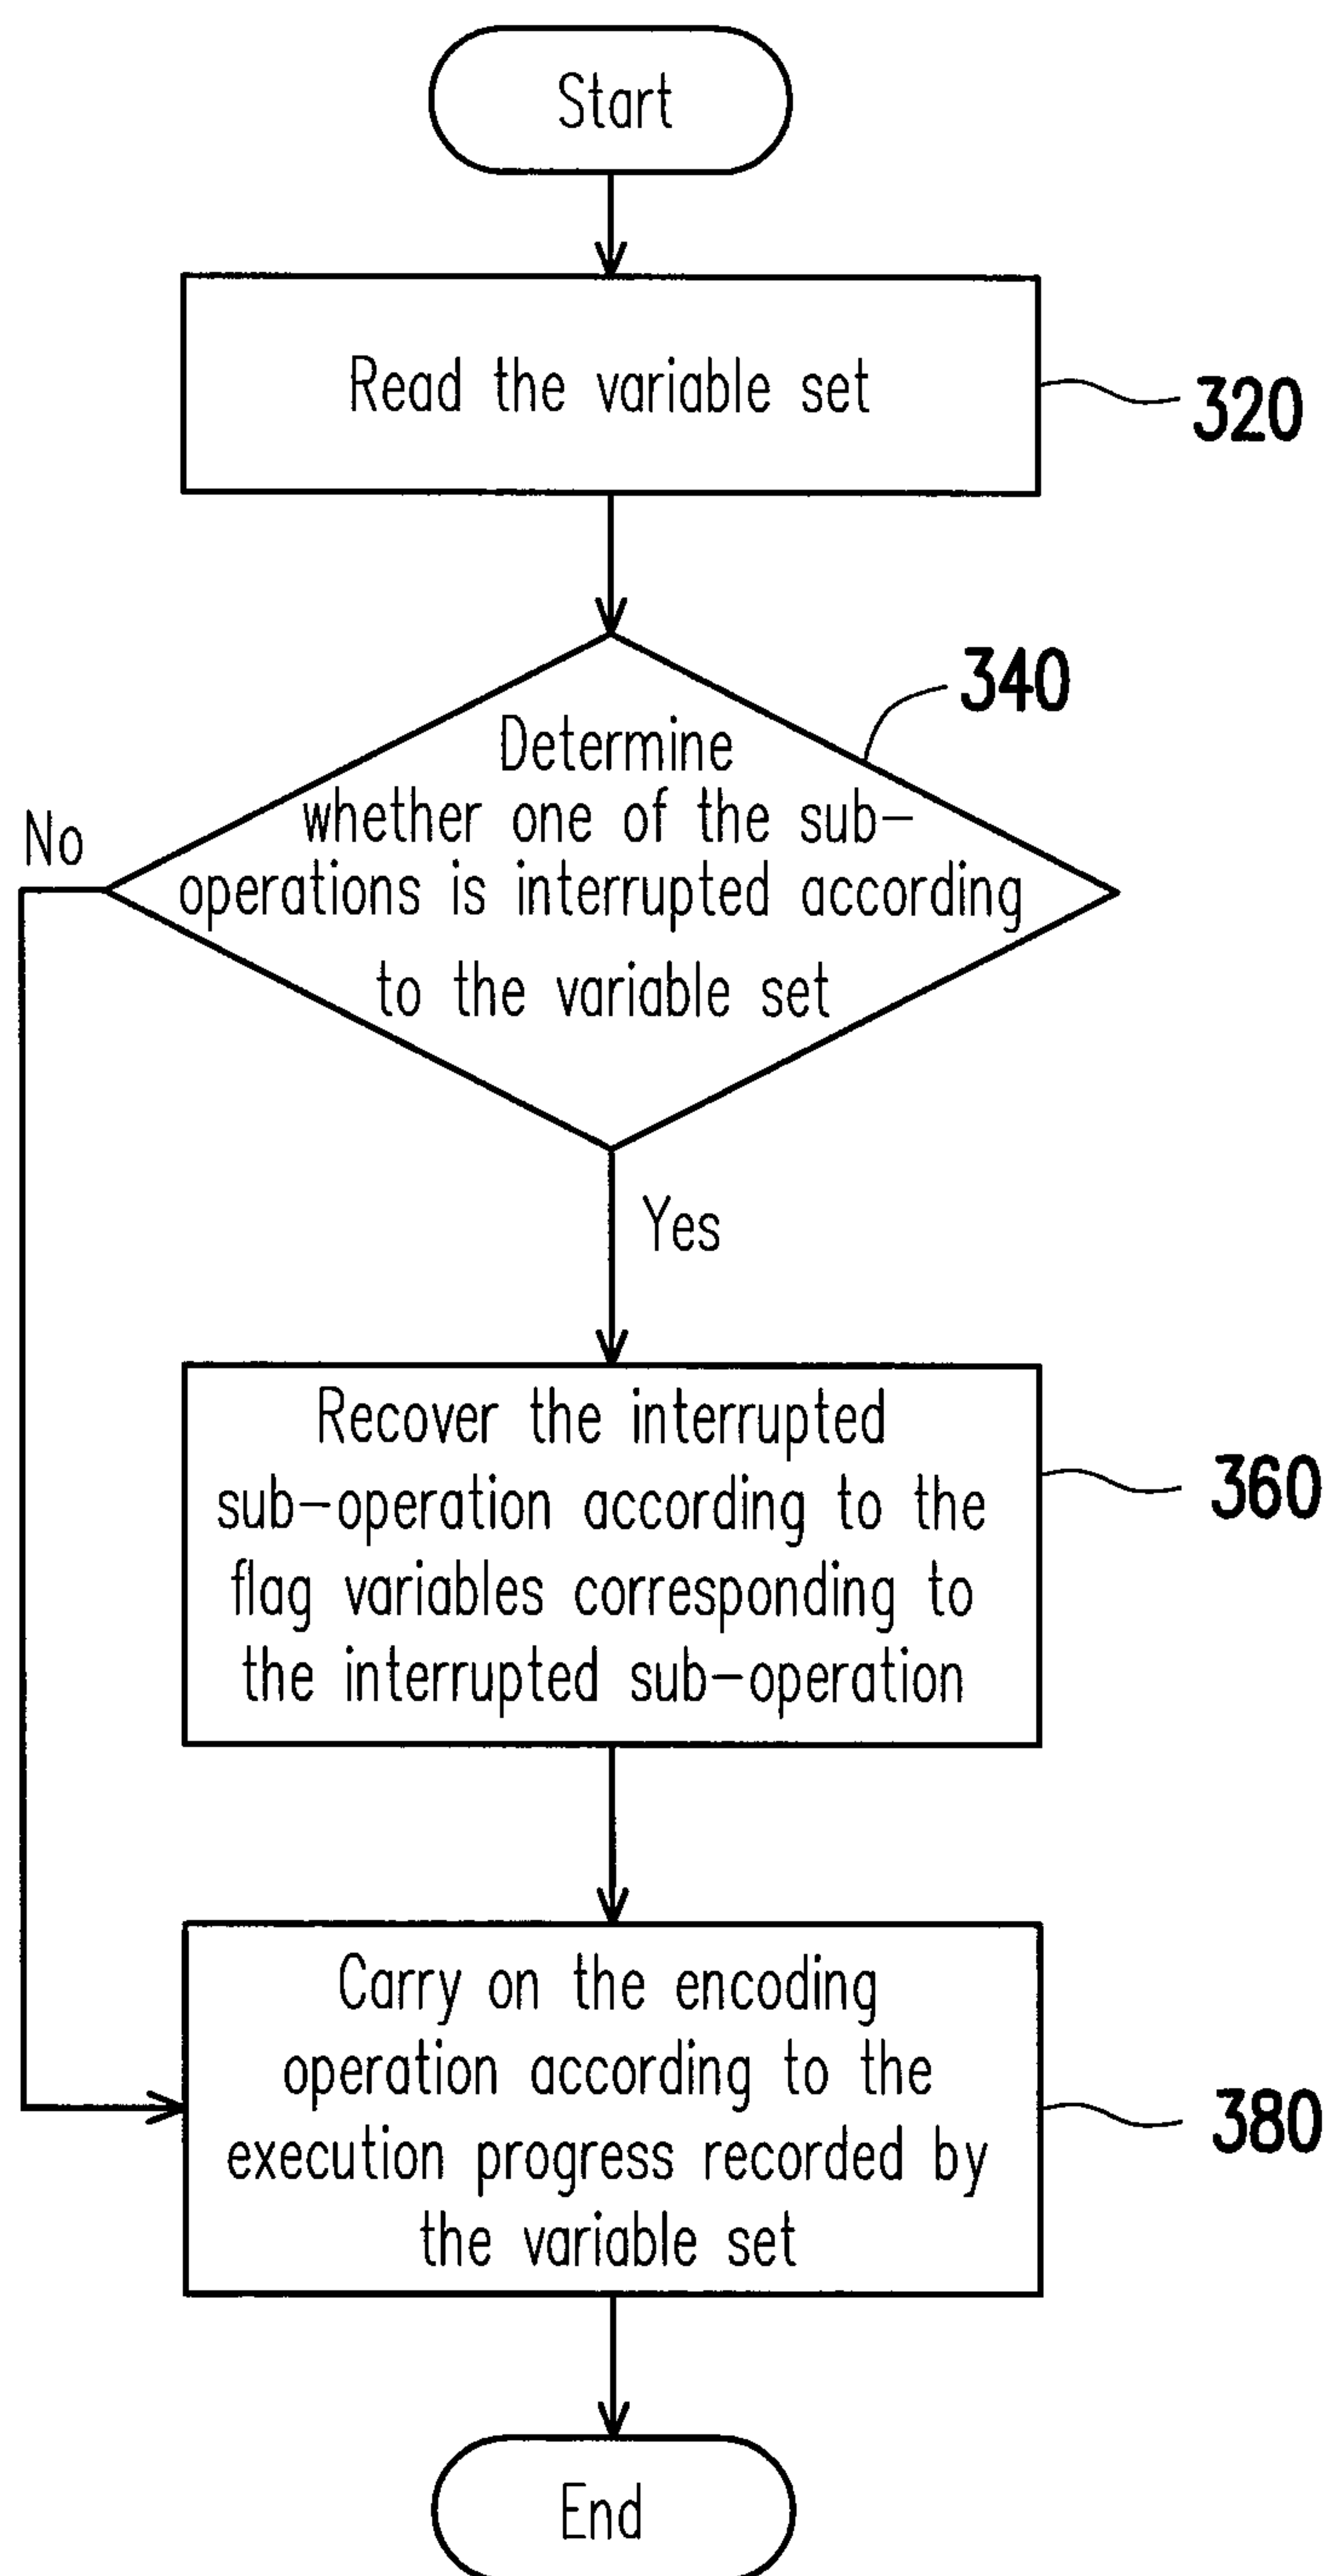 Start
Read the variable set
320
340
Determine
whether one of the sub-
operations is interrupted according
to the variable set
No
Yes
Recover the interrupted
sub-operation according to the
flag variables corresponding to
the interrupted sub-operation
360
Carry on the encoding
operation according to the
execution progress recorded by
the variable set
380
End